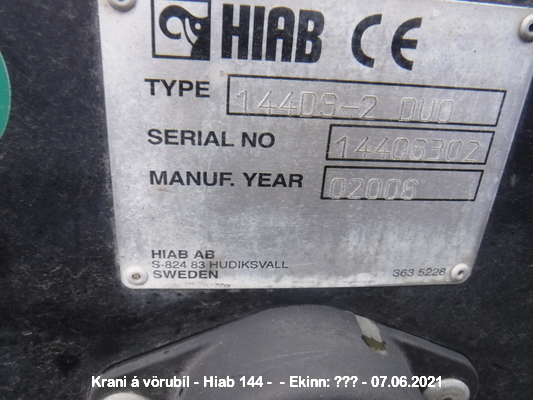 HIAB CE
TYPE 144DS-2 DUO
SERIAL NO 14406302
MANUF. YEAR 02006
HIAB AB
S-824 83 HUDIKSVALL
SWEDEN 363 5228
Krani á vörubíl - Hiab 144 - - Ekinn: ??? - 07.06.2021